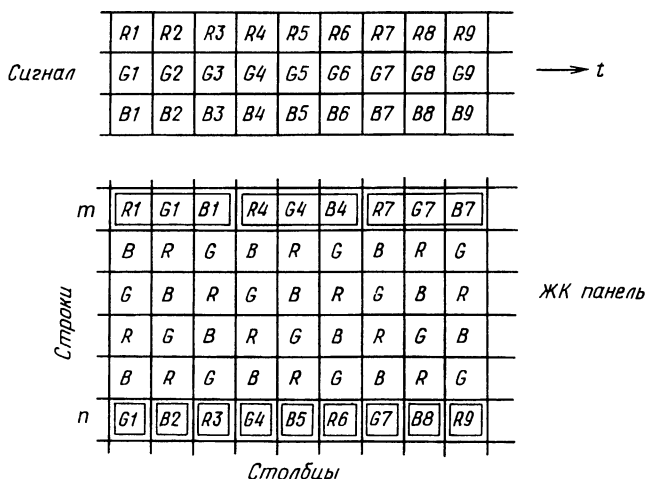 R1 R2 R3 R4 R5 R6 R7 R8 R9
Сигнал G1 G2 G3 G4 G5 G6 G7 G8 G9 t
B1 B2 B3 B4 B5 B6 B7 B8 B9
m R1 G1 B1 R4 G4 B4 R7 G7 B7
B R G B R G B R G
G B R G B R G B R
ЖК панель
Строки
R G B R G B R G B
B R G B R G B R G
n G1 B2 R3 G4 B5 R6 G7 B8 R9
Столбцы